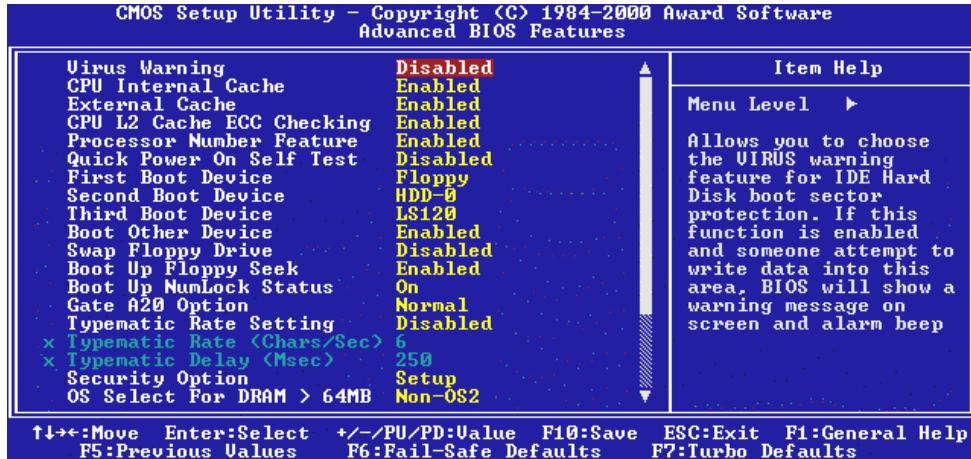 CMOS Setup Utility – Copyright (C) 1984–2000 Award Software
Advanced BIOS Features
Virus Warning Disabled
CPU Internal Cache Enabled
External Cache Enabled
CPU L2 Cache ECC Checking Enabled
Processor Number Feature Enabled
Quick Power On Self Test Disabled
First Boot Device Floppy
Second Boot Device HDD-0
Third Boot Device LS120
Boot Other Device Enabled
Swap Floppy Drive Disabled
Boot Up Floppy Seek Enabled
Boot Up NumLock Status On
Gate A20 Option Normal
Typematic Rate Setting Disabled
x Typematic Rate (Chars/Sec) 6
x Typematic Delay (Msec) 250
Security Option Setup
OS Select For DRAM > 64MB Non-OS2
Item Help
Menu Level ▶
Allows you to choose
the VIRUS warning
feature for IDE Hard
Disk boot sector
protection. If this
function is enabled
and someone attempt to
write data into this
area, BIOS will show a
warning message on
screen and alarm beep
↑↓→←:Move Enter:Select +/-/PU/PD:Value F10:Save ESC:Exit F1:General Help
F5:Previous Values F6:Fail-Safe Defaults F7:Turbo Defaults